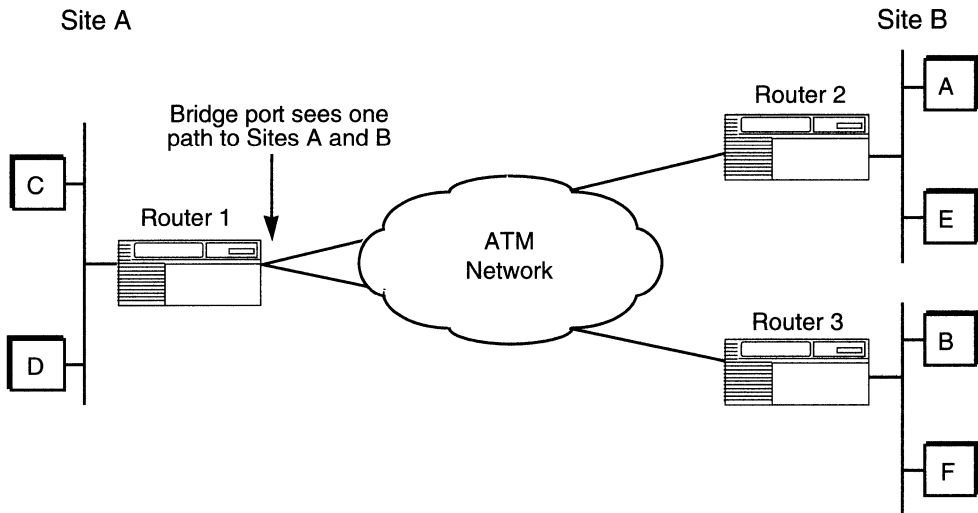 Site A
Site B
Bridge port sees one
path to Sites A and B
Router 2
A
C
Router 1
E
ATM
Network
Router 3
B
D
F